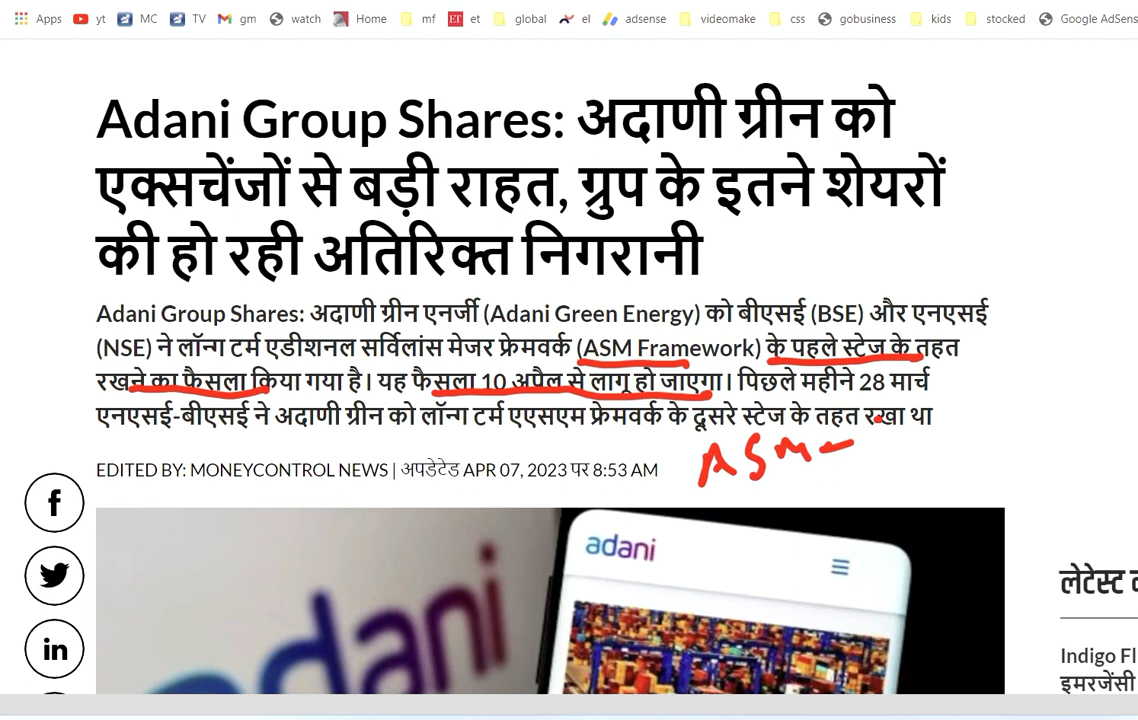 Apps yt MC TV gm watch Home mf et global el adsense videomake css gobusiness kids stocked Google AdSens
Adani Group Shares: अदाणी ग्रीन को
एक्सचेंजों से बड़ी राहत, ग्रुप के इतने शेयरों
की हो रही अतिरिक्त निगरानी
Adani Group Shares: अदाणी ग्रीन एनर्जी (Adani Green Energy) को बीएसई (BSE) और एनएसई
(NSE) ने लॉन्ग टर्म एडीशनल सर्विलांस मेजर फ्रेमवर्क (ASM Framework) के पहले स्टेज के तहत
रखने का फैसला किया गया है। यह फैसला 10 अप्रैल से लागू हो जाएगा। पिछले महीने 28 मार्च
एनएसई-बीएसई ने अदाणी ग्रीन को लॉन्ग टर्म एएसएम फ्रेमवर्क के दूसरे स्टेज के तहत रखा था
ASM
EDITED BY: MONEYCONTROL NEWS | अपडेटेड APR 07, 2023 पर 8:53 AM
f
in
adani
adani
लेटेस्ट
Indigo Fl
इमरजेंसी